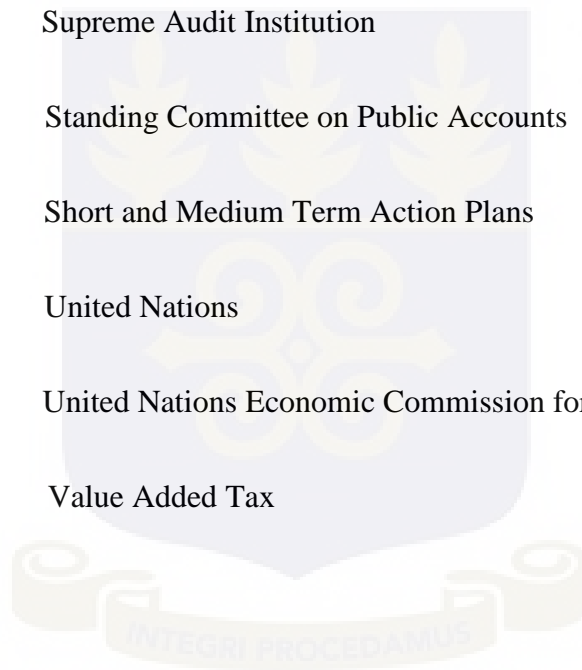 Supreme Audit Institution
Standing Committee on Public Accounts
Short and Medium Term Action Plans
United Nations
United Nations Economic Commission for
Value Added Tax
INTEGRI PROCEDAMUS